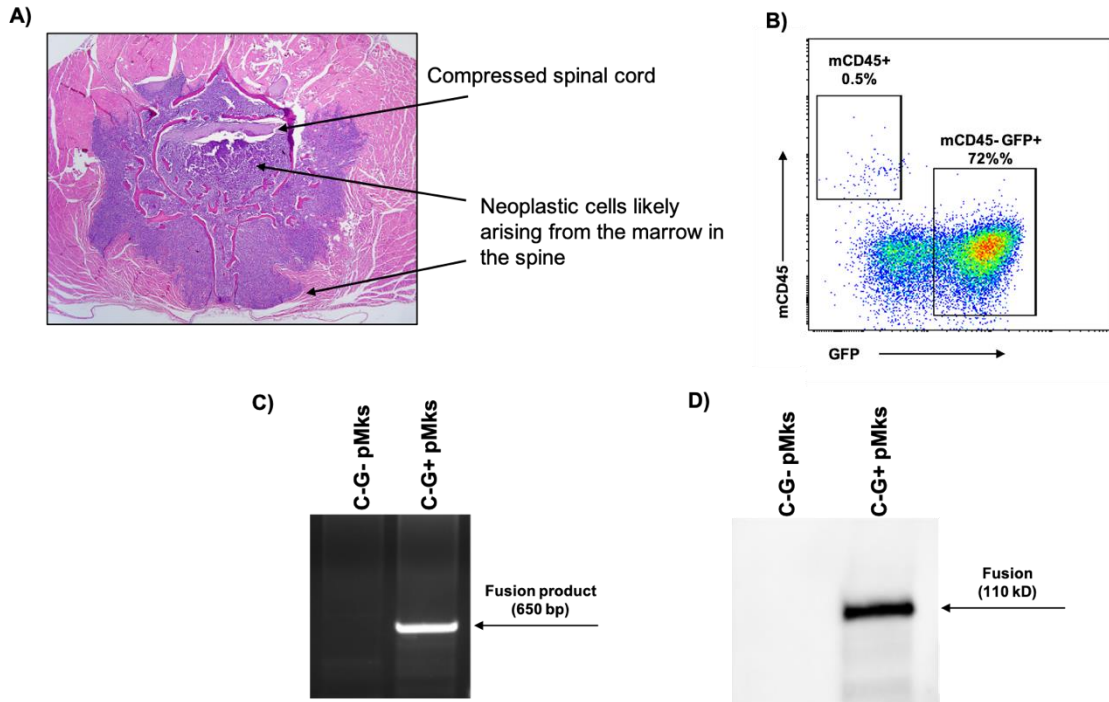 A)
Compressed spinal cord
Neoplastic cells likely
arising from the marrow in
the spine
B)
mCD45+
0.5%
mCD45- GFP+
72%%
mCD45
GFP
C)
C-G- pMks
C-G+ pMks
Fusion product
(650 bp)
D)
C-G- pMks
C-G+ pMks
Fusion
(110 kD)